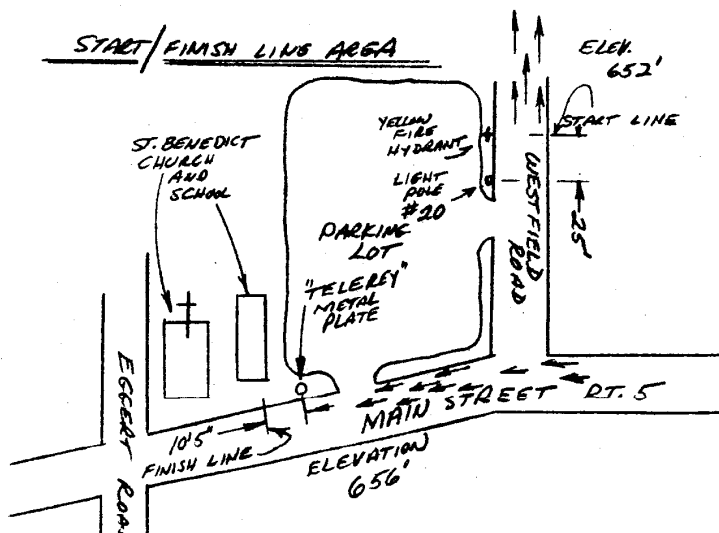 START/FINISH LINE AREA
ELEV.
652'
START LINE
YELLOW
FIRE
HYDRANT
LIGHT
POLE
#20
25'
WESTFIELD
ROAD
ST. BENEDICT
CHURCH
AND
SCHOOL
PARKING
LOT
"TELEREY"
METAL
PLATE
EGGERT ROAD
10'5"
FINISH LINE
MAIN STREET RT. 5
ELEVATION
656'